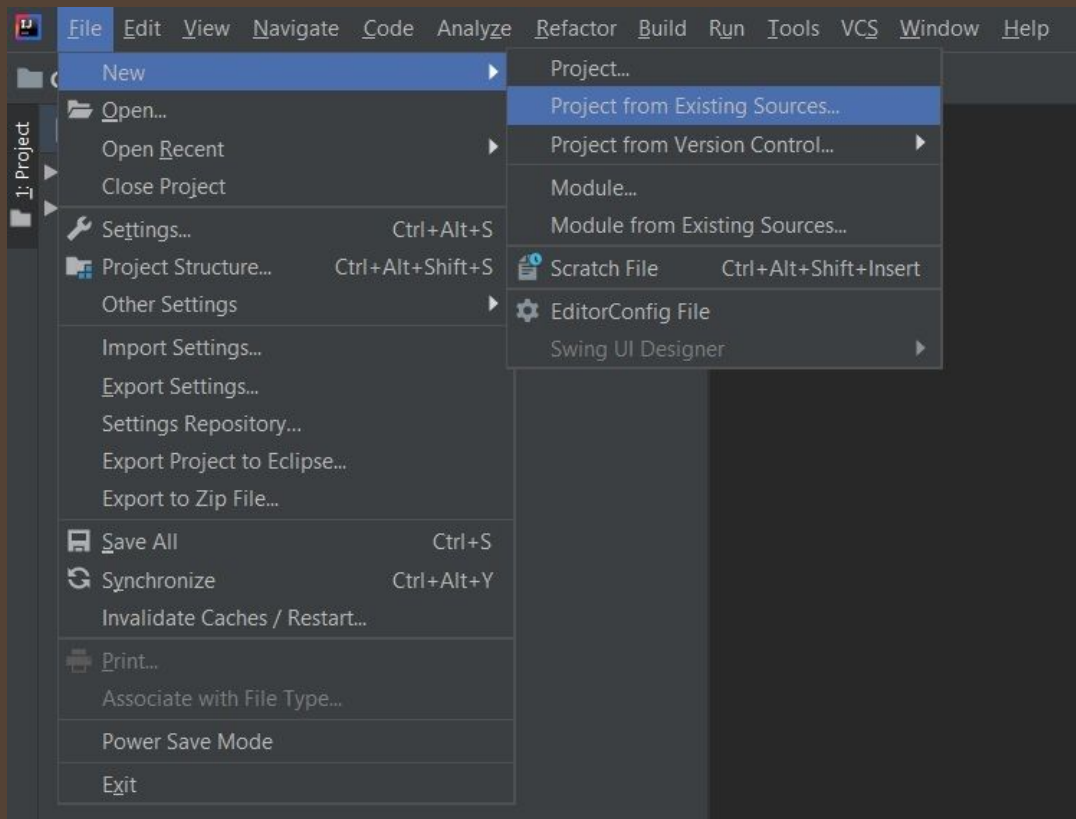 IJ
File Edit View Navigate Code Analyze Refactor Build Run Tools VCS Window Help
1: Project
New
Open...
Open Recent
Close Project
Settings... Ctrl+Alt+S
Project Structure... Ctrl+Alt+Shift+S
Other Settings
Import Settings...
Export Settings...
Settings Repository...
Export Project to Eclipse...
Export to Zip File...
Save All Ctrl+S
Synchronize Ctrl+Alt+Y
Invalidate Caches / Restart...
Print...
Associate with File Type...
Power Save Mode
Exit
Project...
Project from Existing Sources...
Project from Version Control...
Module...
Module from Existing Sources...
Scratch File Ctrl+Alt+Shift+Insert
EditorConfig File
Swing UI Designer